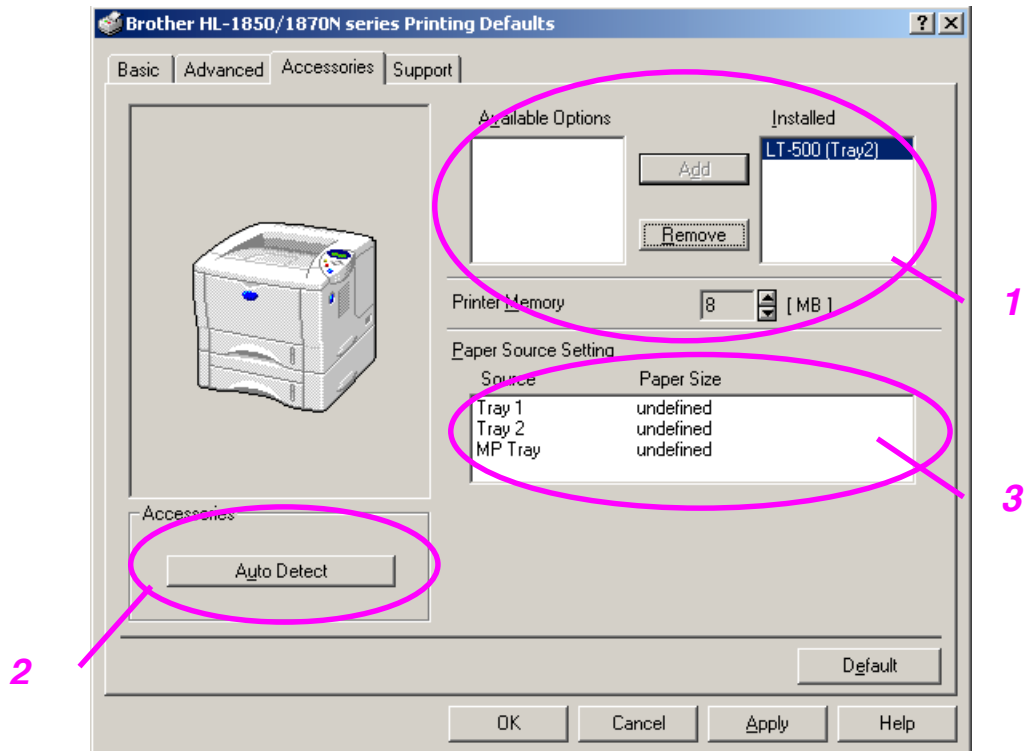 Brother HL-1850/1870N series Printing Defaults
Basic Advanced Accessories Support
Available Options Installed
LT-500 (Tray2)
Add
Remove
Printer Memory 8 [ MB ]
1
Paper Source Setting
Source Paper Size
Tray 1 undefined
Tray 2 undefined
MP Tray undefined
3
Accessories
Auto Detect
2
Default
OK Cancel Apply Help